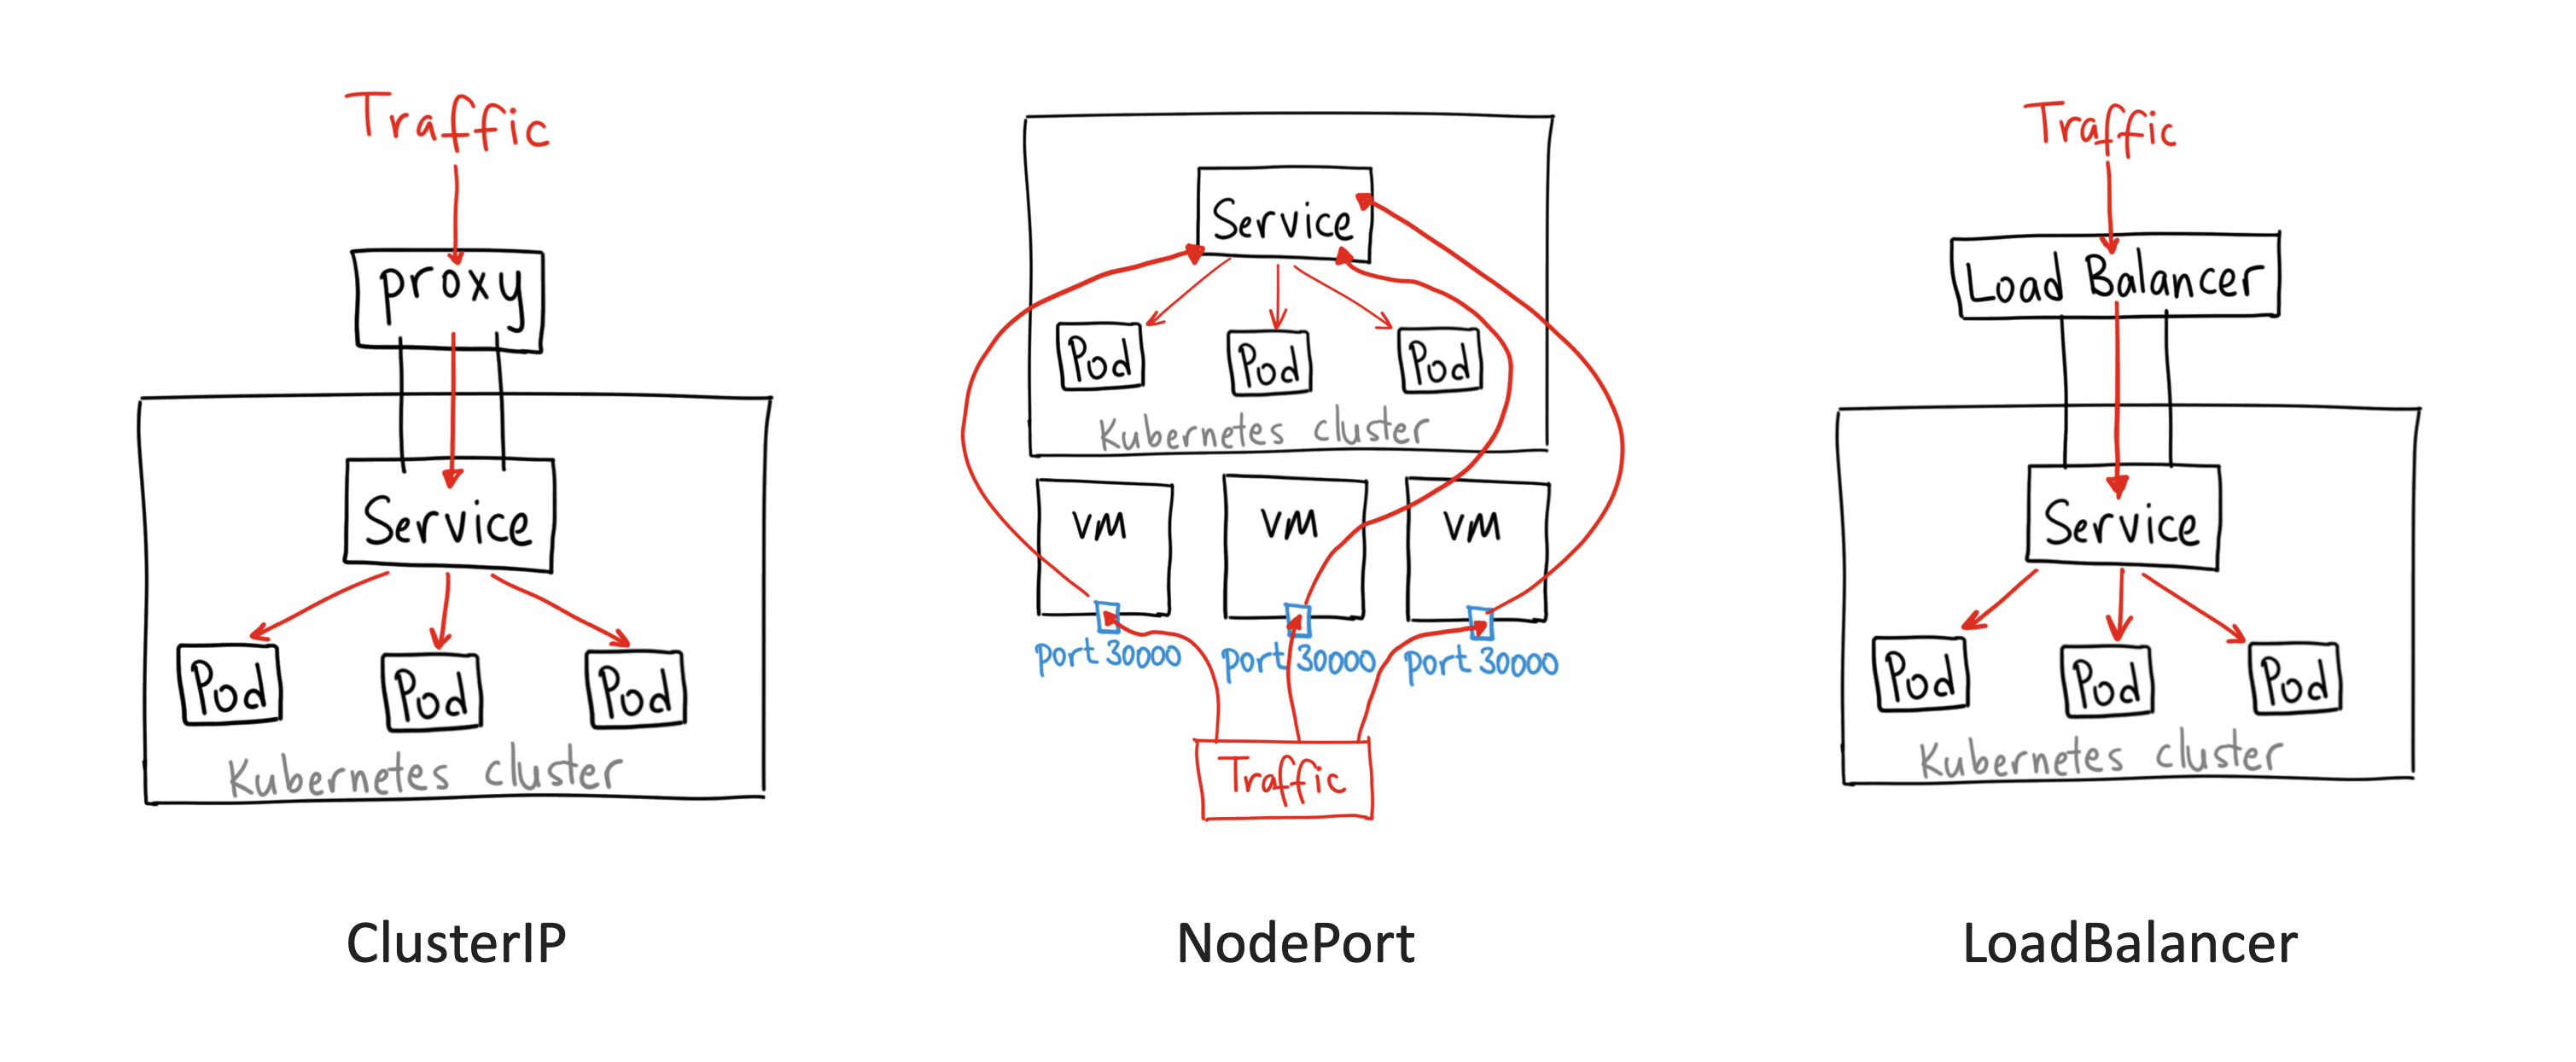 Traffic
proxy
Service
Pod Pod Pod
Kubernetes cluster
ClusterIP
Service
Pod Pod Pod
Kubernetes cluster
VM VM VM
port 30000 port 30000 port 30000
Traffic
NodePort
Traffic
Load Balancer
Service
Pod Pod Pod
Kubernetes cluster
LoadBalancer